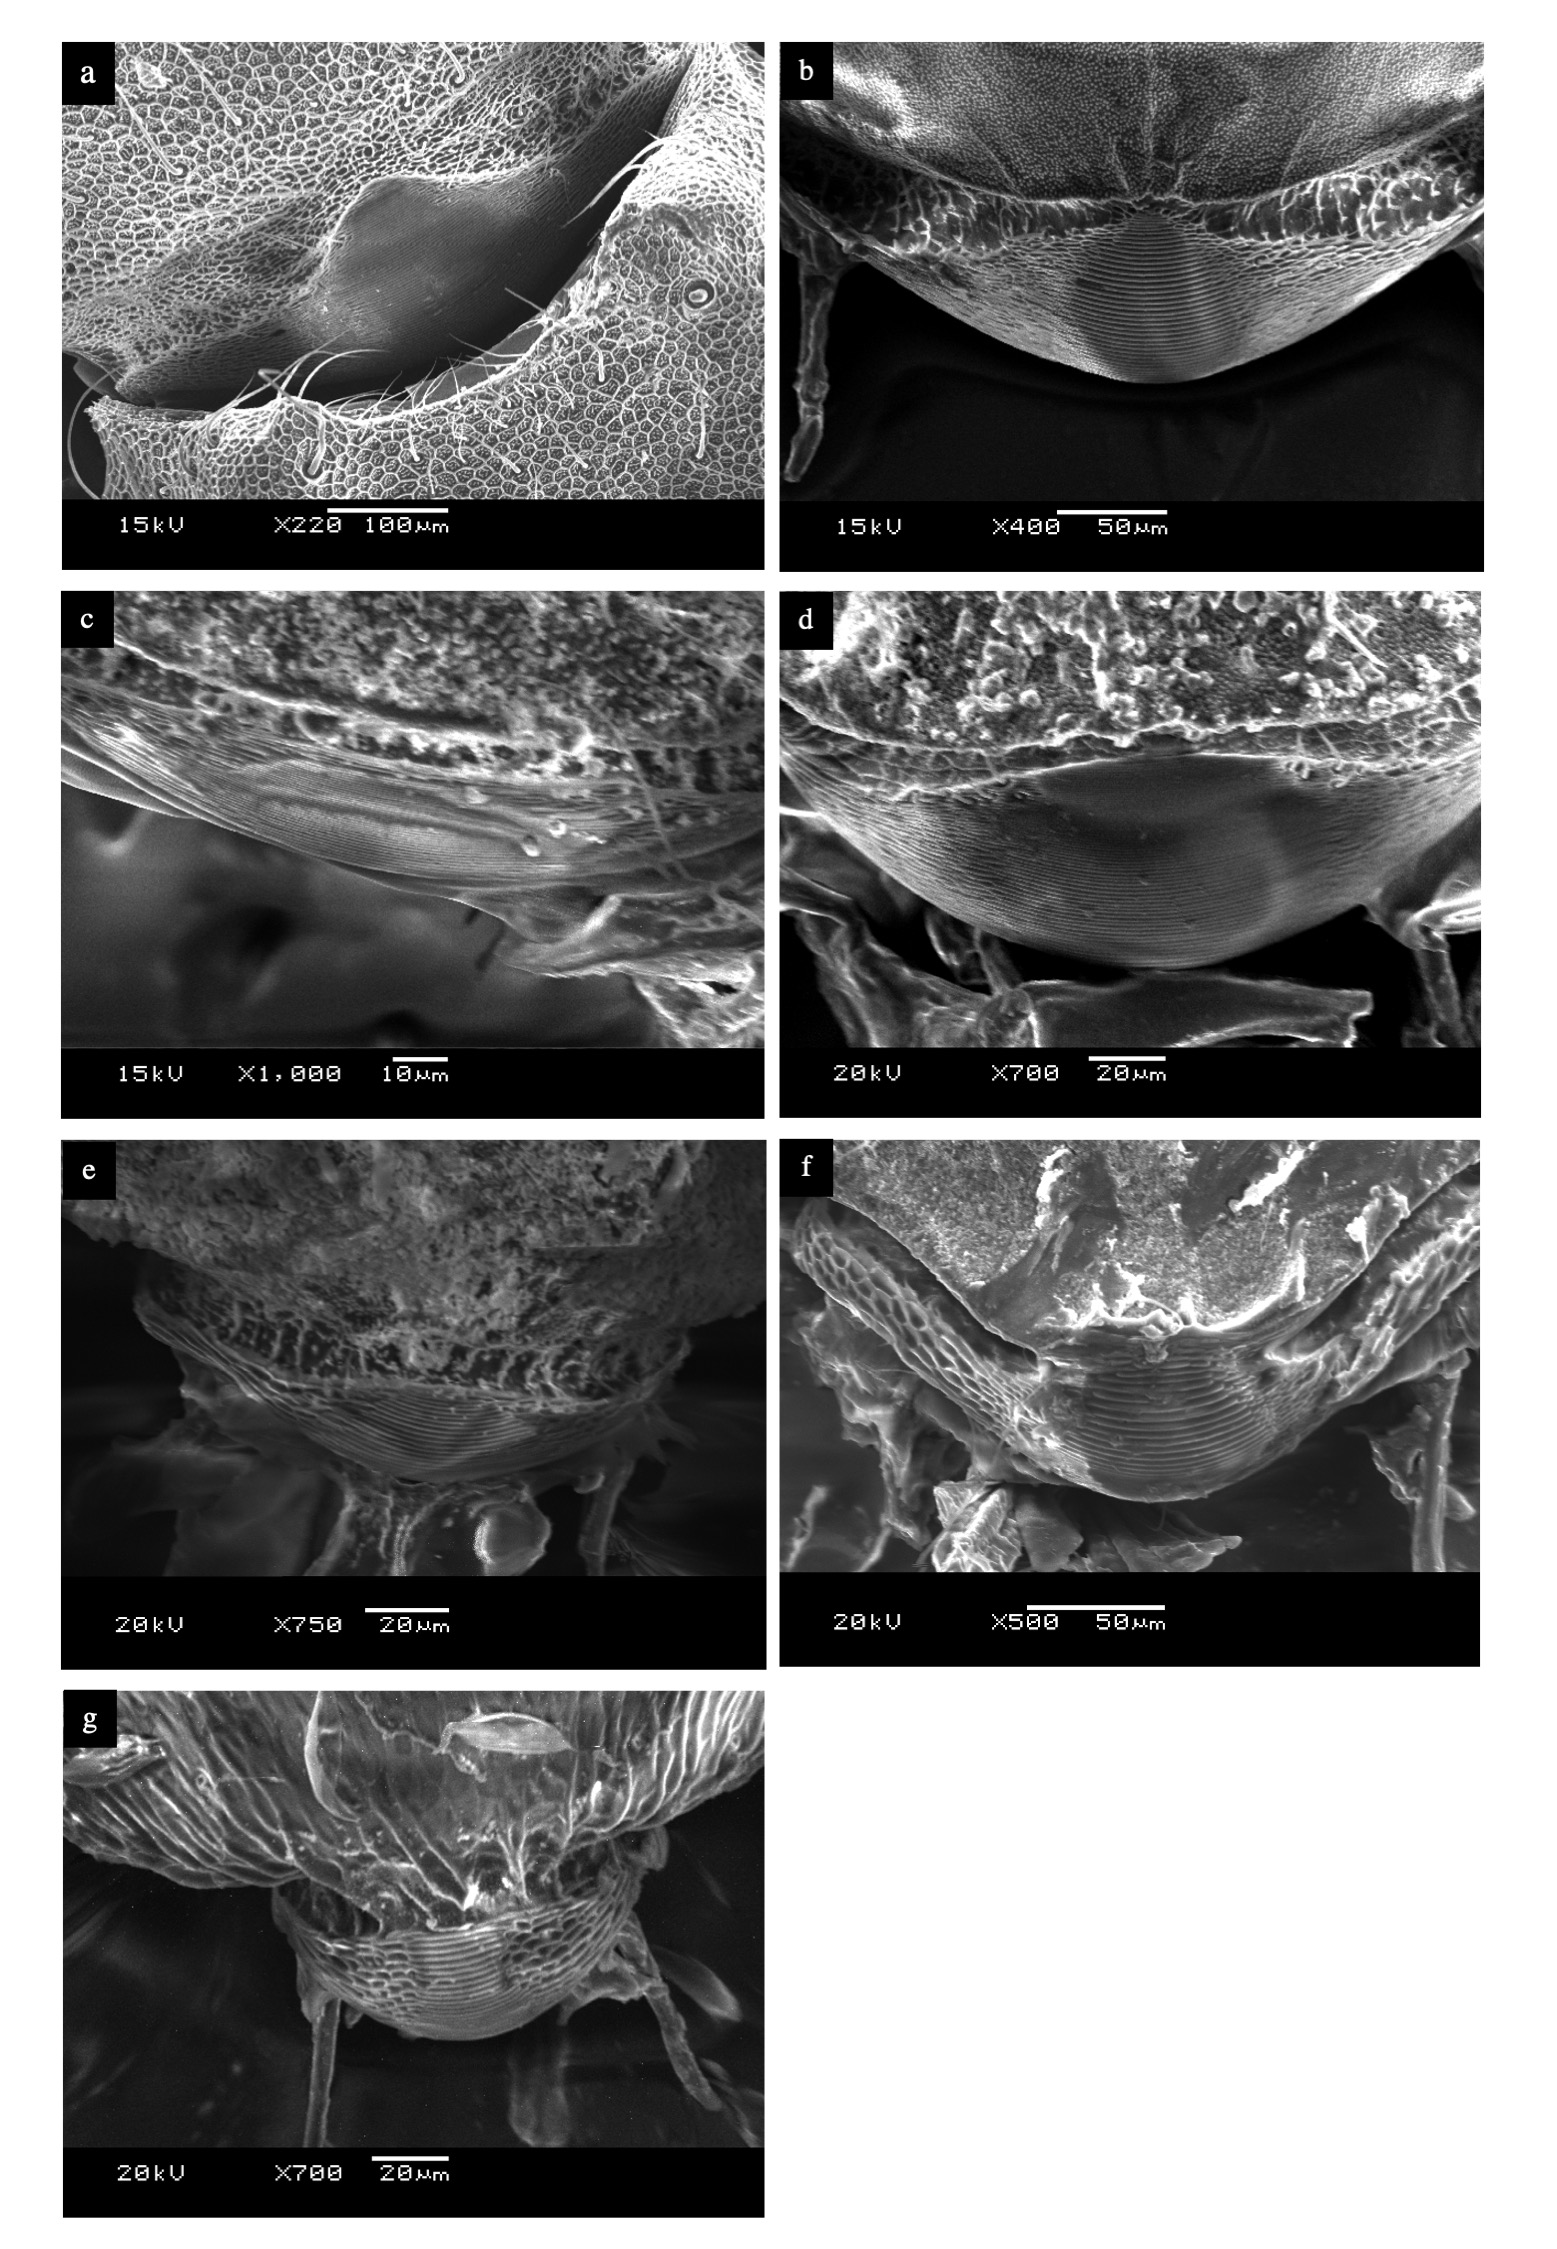 a
b
15kV X220 100μm
15kV X400 50μm
c
d
15kV X1,000 10μm
20kV X700 20μm
e
f
20kV X750 20μm
20kV X500 50μm
g
20kV X700 20μm